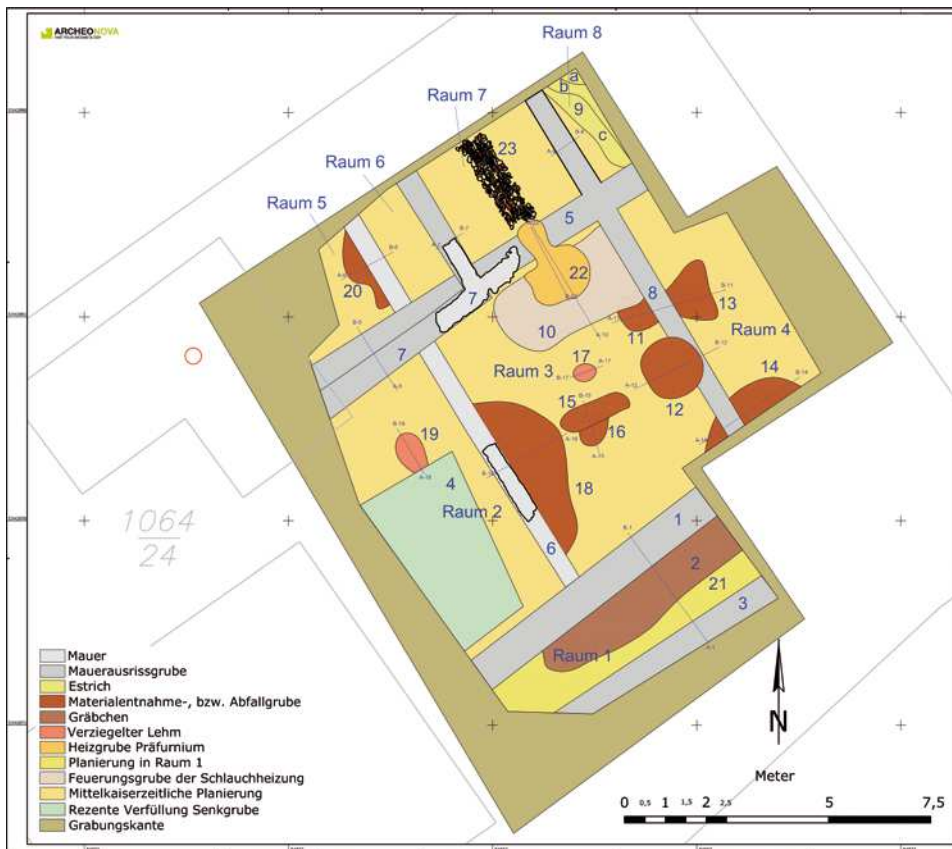 ARCHEONOVA
Raum 8
a
b
9
c
Raum 7
23
Raum 6
5
Raum 5
20
22
7
8
13
10
11
Raum 4
7
17
Raum 3
14
15
12
16
19
4
18
Raum 2
1
1064
24
6
2
21
3
Raum 1
Mauer
Mauerausrissgrube
Estrich
Materialentnahme-, bzw. Abfallgrube
Gräbchen
Verziegelter Lehm
Heizgrube Präfurnium
Planierung in Raum 1
Feuerungsgrube der Schlauchheizung
Mittelkaiserzeitliche Planierung
Rezente Verfüllung Senkgrube
Grabungskante
N
Meter
0 0,5 1 1,5 2 2,5 5 7,5